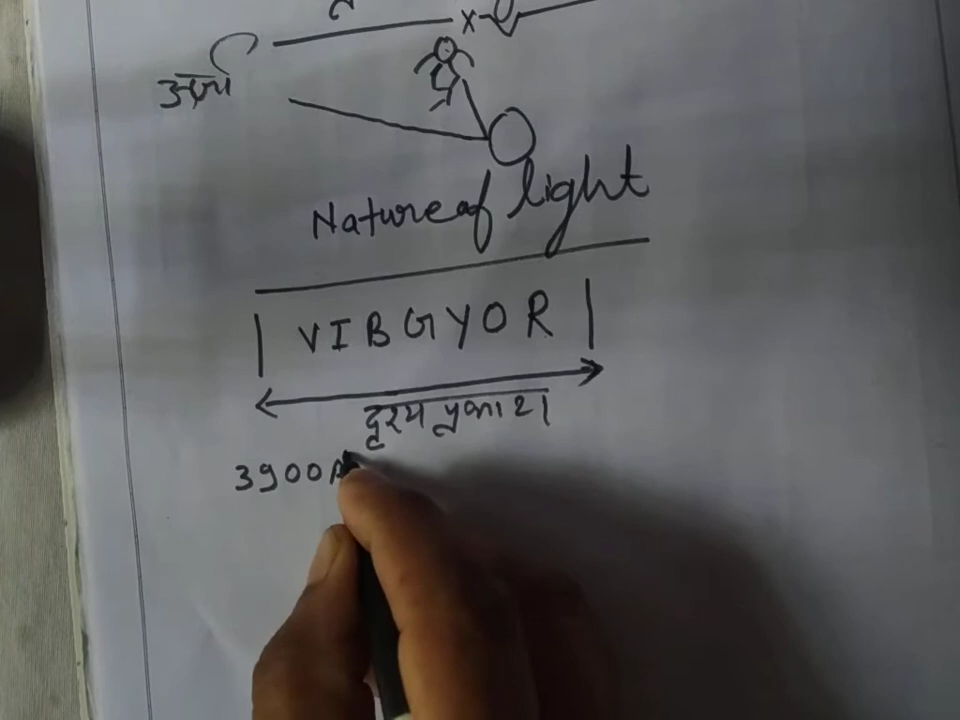 ऊर्जा
x
Nature of light
| VIBGYOR |
दृश्य प्रकाश
3900A